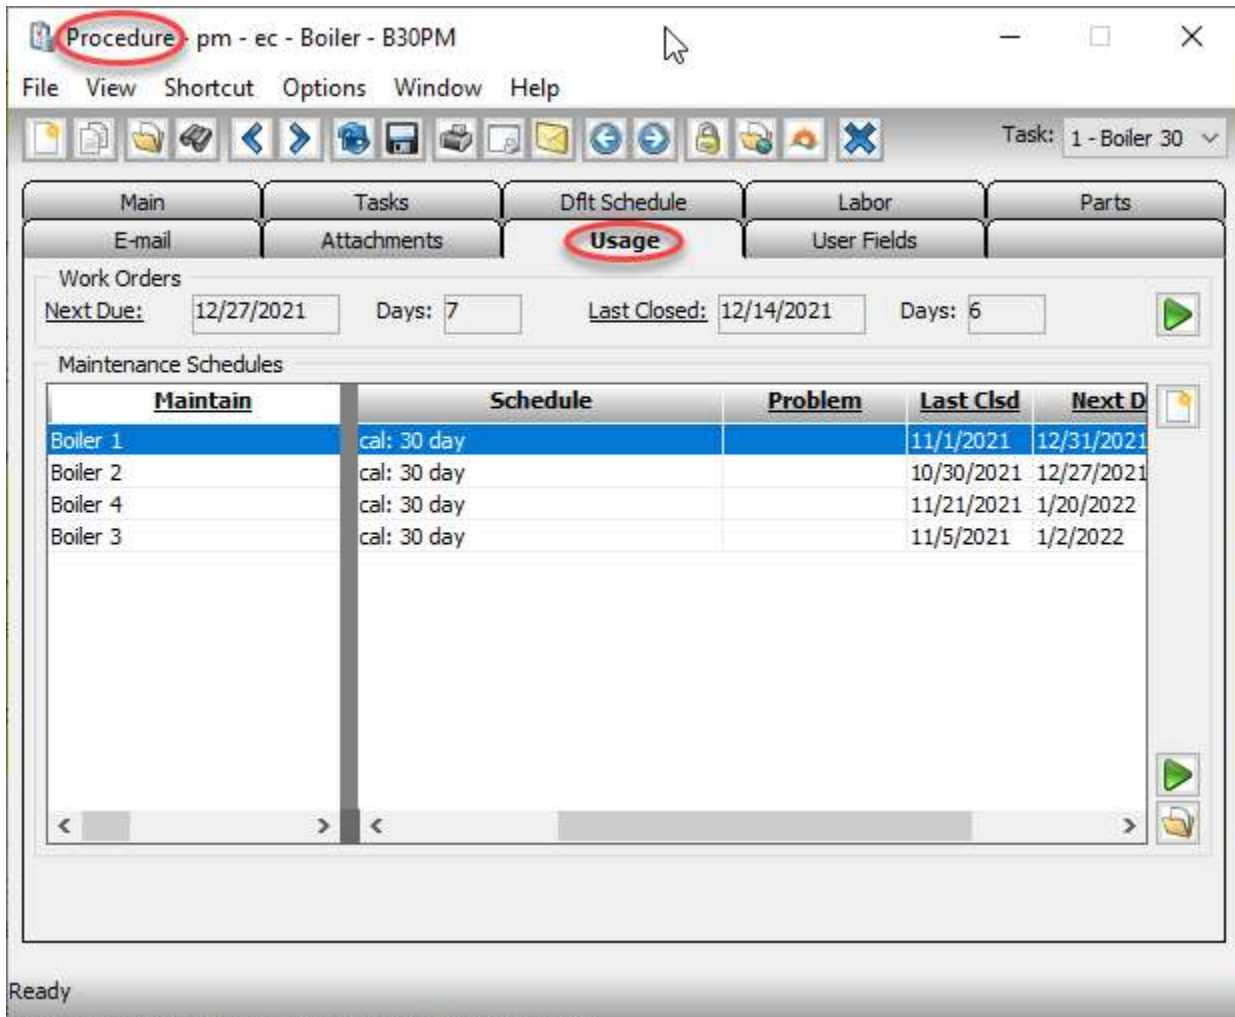 Procedure - pm - ec - Boiler - B30PM
File View Shortcut Options Window Help
Task: 1 - Boiler 30
Main Tasks Dflt Schedule Labor Parts
E-mail Attachments Usage User Fields
Work Orders
Next Due: 12/27/2021 Days: 7 Last Closed: 12/14/2021 Days: 6
Maintenance Schedules
Maintain Schedule Problem Last Clsd Next D
Boiler 1 cal: 30 day 11/1/2021 12/31/2021
Boiler 2 cal: 30 day 10/30/2021 12/27/2021
Boiler 4 cal: 30 day 11/21/2021 1/20/2022
Boiler 3 cal: 30 day 11/5/2021 1/2/2022
Ready